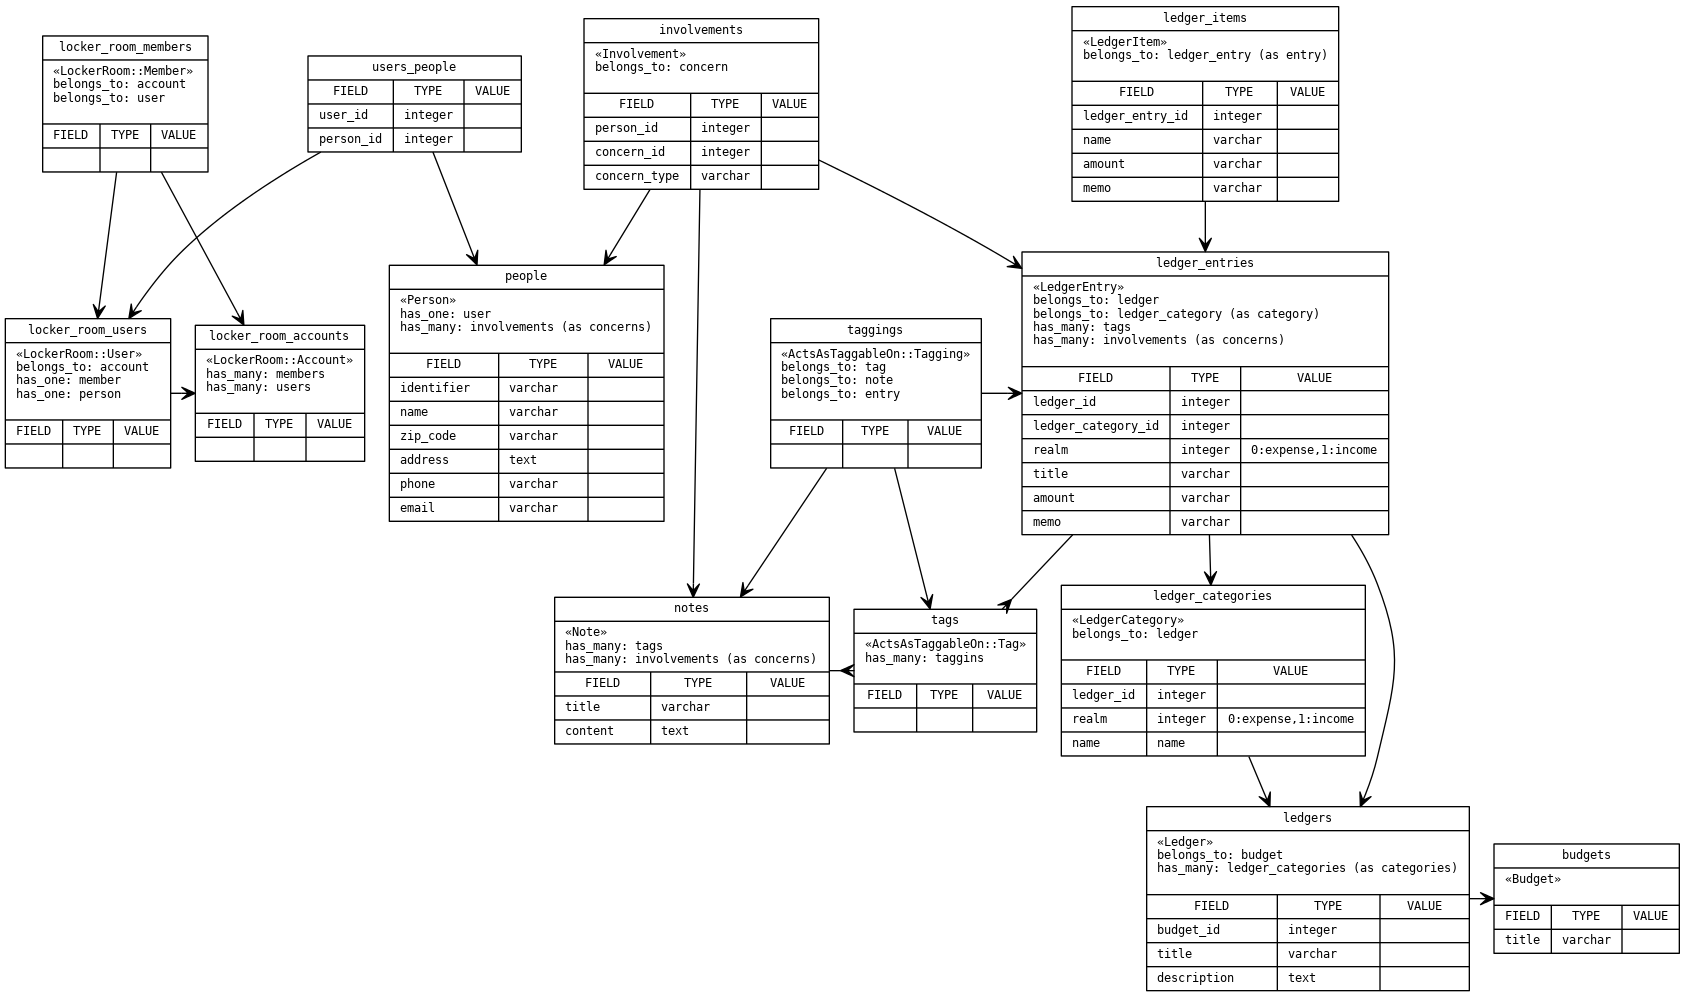 locker_room_members
«LockerRoom::Member»
belongs_to: account
belongs_to: user
FIELD TYPE VALUE
users_people
FIELD TYPE VALUE
user_id integer
person_id integer
involvements
«Involvement»
belongs_to: concern
FIELD TYPE VALUE
person_id integer
concern_id integer
concern_type varchar
ledger_items
«LedgerItem»
belongs_to: ledger_entry (as entry)
FIELD TYPE VALUE
ledger_entry_id integer
name varchar
amount varchar
memo varchar
locker_room_users
«LockerRoom::User»
belongs_to: account
has_one: member
has_one: person
FIELD TYPE VALUE
locker_room_accounts
«LockerRoom::Account»
has_many: members
has_many: users
FIELD TYPE VALUE
people
«Person»
has_one: user
has_many: involvements (as concerns)
FIELD TYPE VALUE
identifier varchar
name varchar
zip_code varchar
address text
phone varchar
email varchar
taggings
«ActsAsTaggableOn::Tagging»
belongs_to: tag
belongs_to: note
belongs_to: entry
FIELD TYPE VALUE
ledger_entries
«LedgerEntry»
belongs_to: ledger
belongs_to: ledger_category (as category)
has_many: tags
has_many: involvements (as concerns)
FIELD TYPE VALUE
ledger_id integer
ledger_category_id integer
realm integer 0:expense,1:income
title varchar
amount varchar
memo varchar
notes
«Note»
has_many: tags
has_many: involvements (as concerns)
FIELD TYPE VALUE
title varchar
content text
tags
«ActsAsTaggableOn::Tag»
has_many: taggins
FIELD TYPE VALUE
ledger_categories
«LedgerCategory»
belongs_to: ledger
FIELD TYPE VALUE
ledger_id integer
realm integer 0:expense,1:income
name name
ledgers
«Ledger»
belongs_to: budget
has_many: ledger_categories (as categories)
FIELD TYPE VALUE
budget_id integer
title varchar
description text
budgets
«Budget»
FIELD TYPE VALUE
title varchar